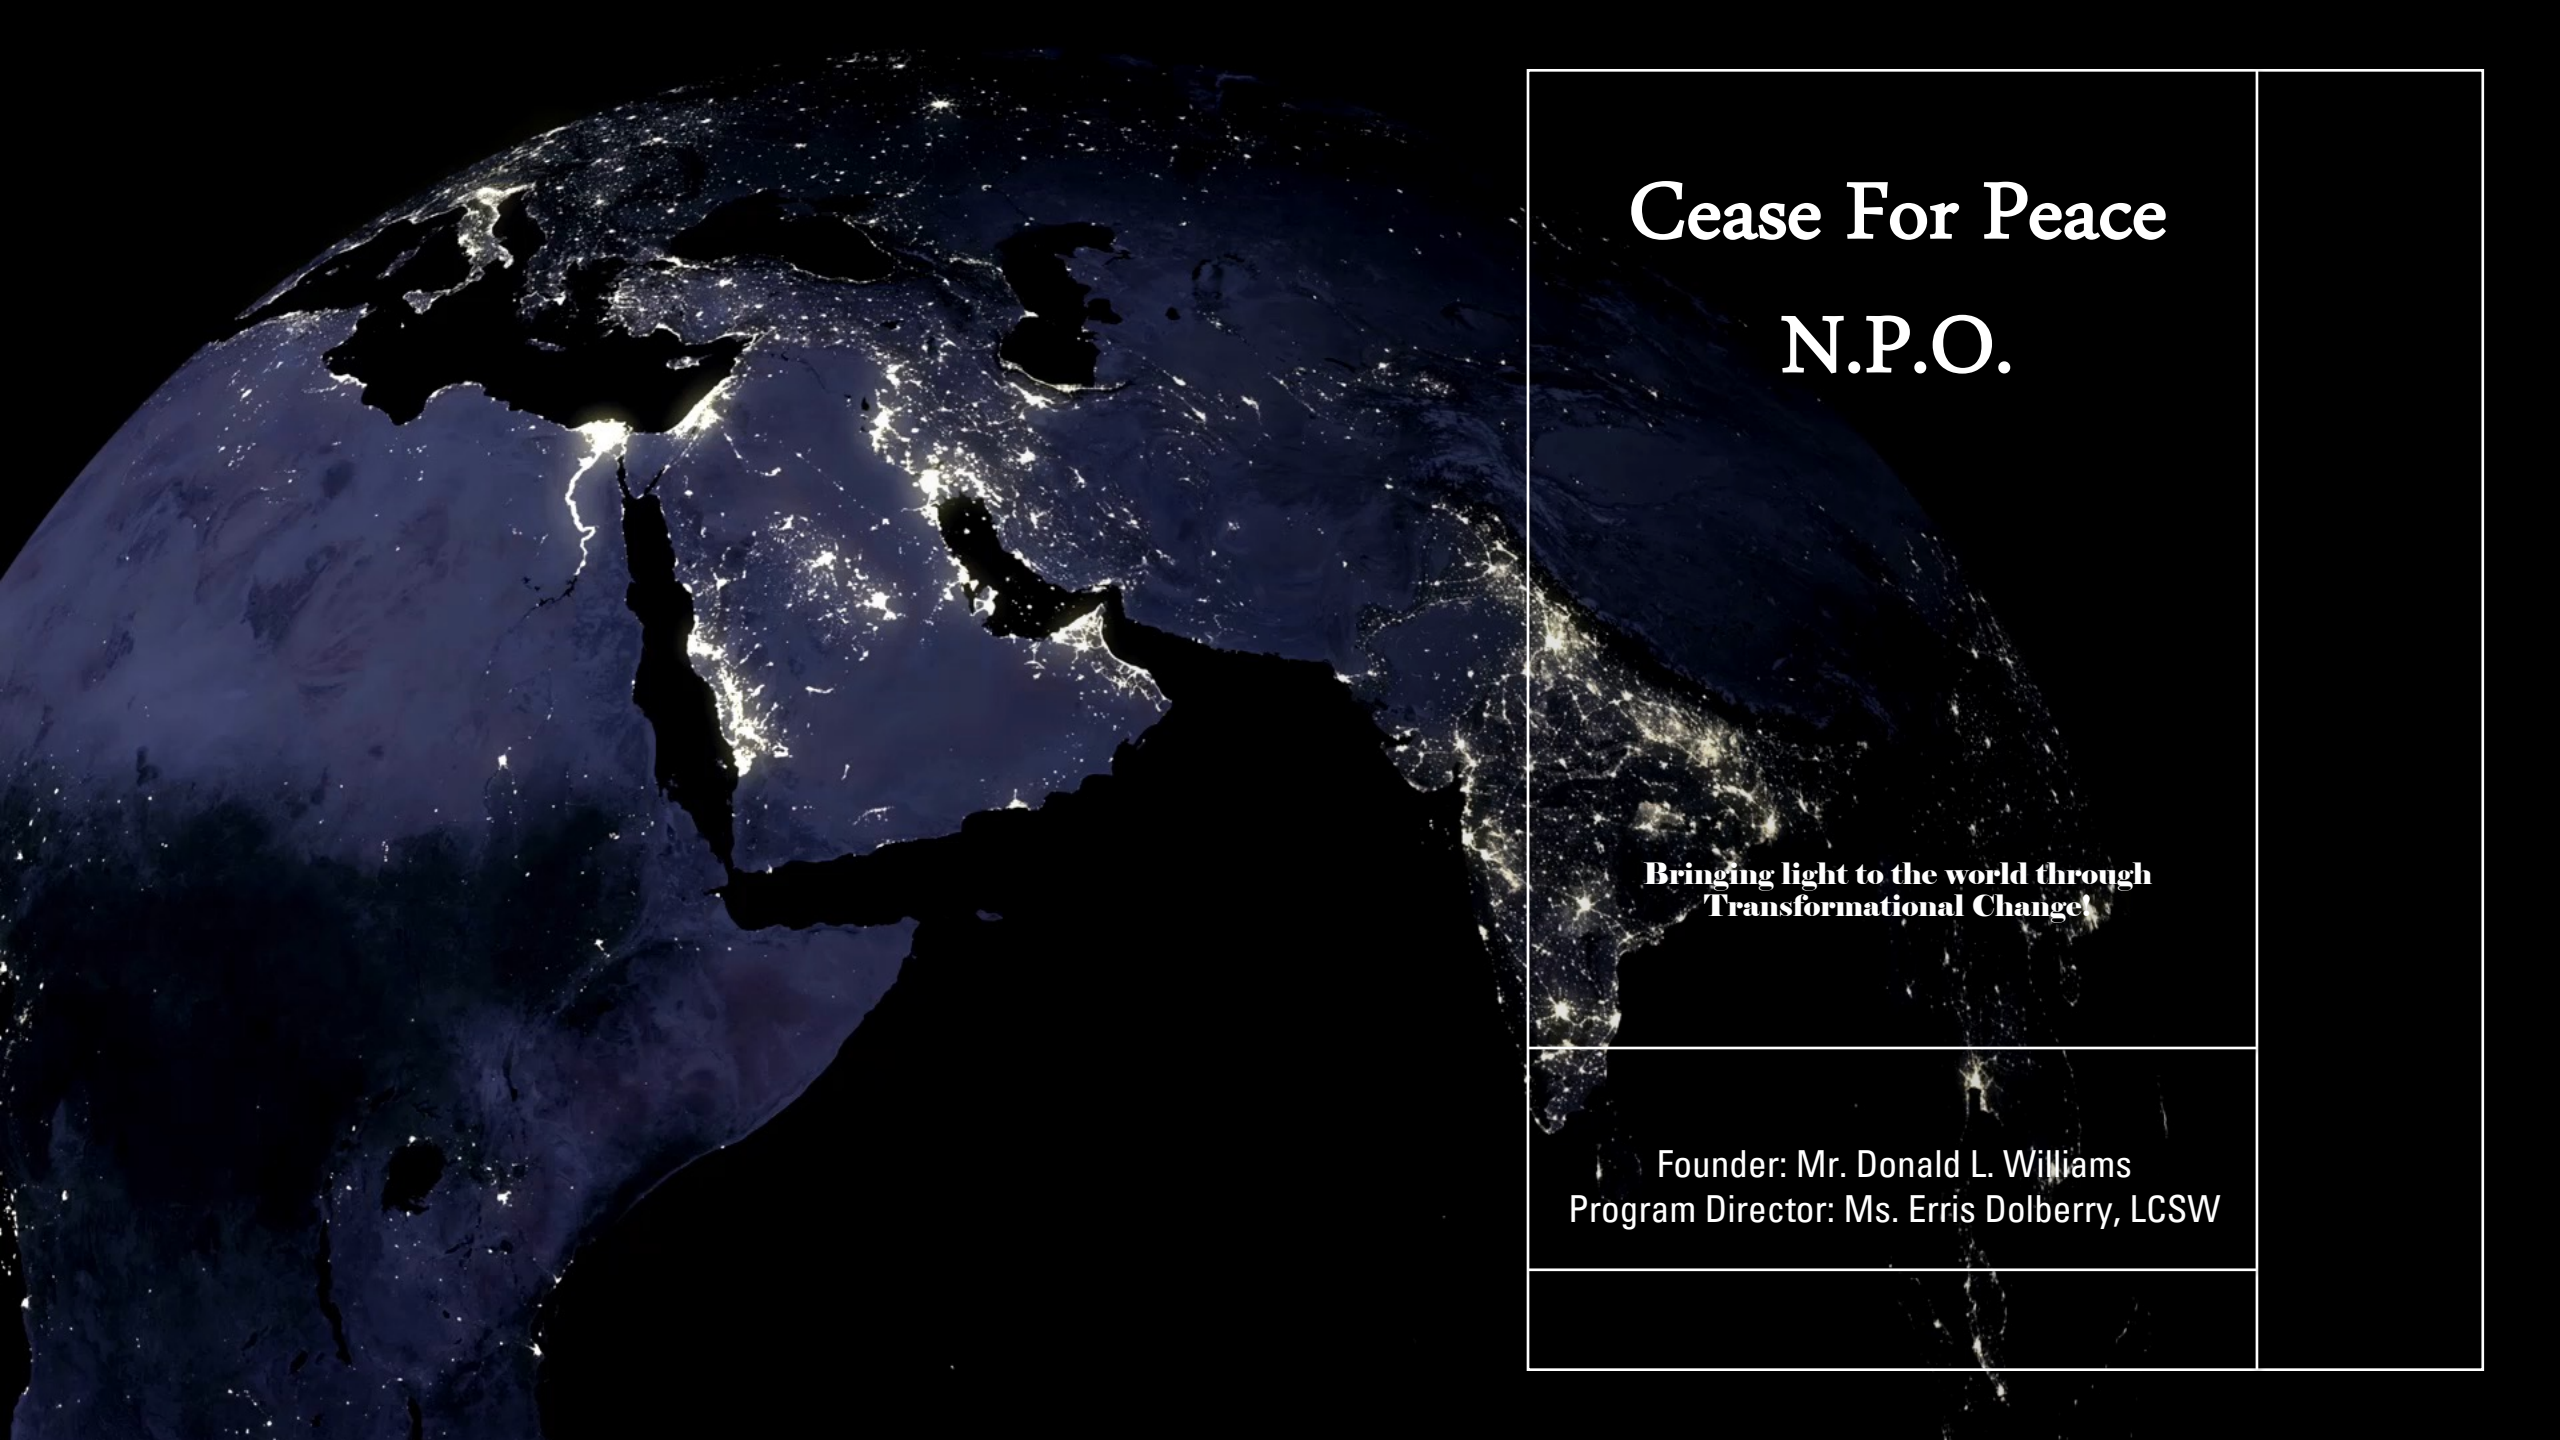 Cease For Peace
N.P.O.
Bringing light to the world through
Transformational Change!
Founder: Mr. Donald L. Williams
Program Director: Ms. Erris Dolberry, LCSW